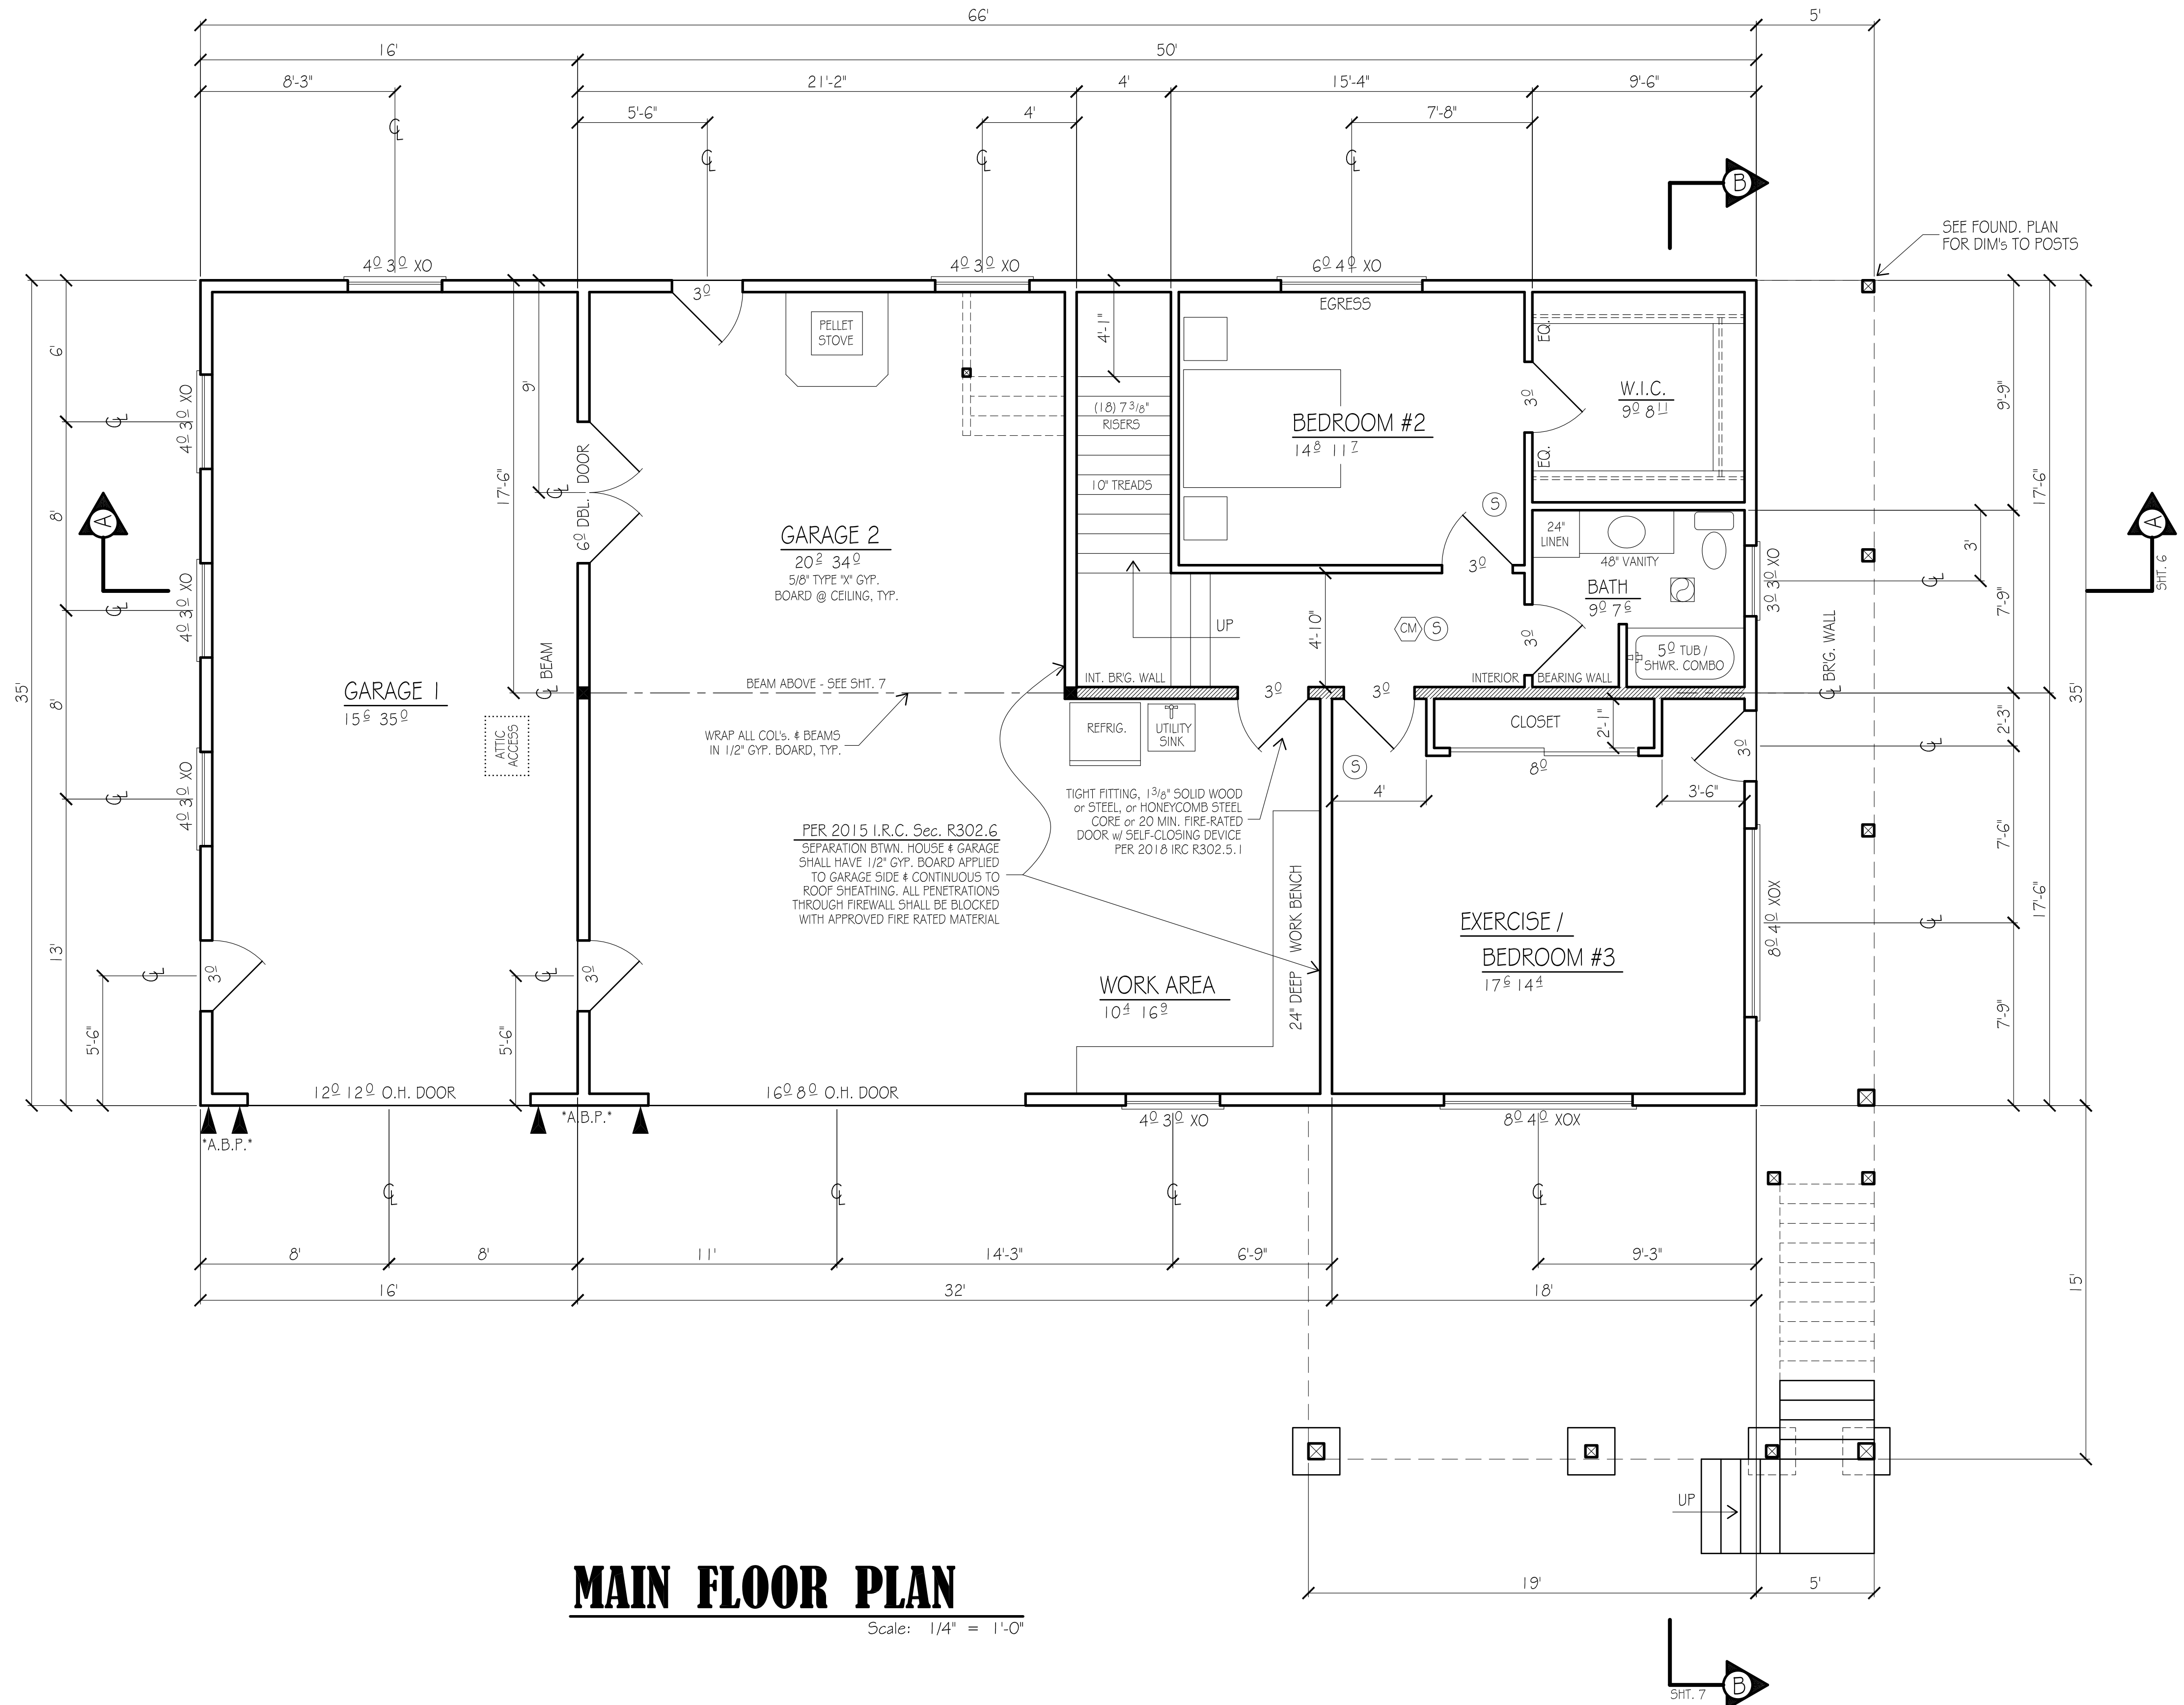 66'
5'
16'
50'
8'-3"
21'-2"
4'
15'-4"
9'-6"
5'-6"
4'
7'-8"
B
SEE FOUND. PLAN
FOR DIM's TO POSTS
4⁰ 3⁰ XO
4⁰ 3⁰ XO
6⁰ 4⁰ XO
EGRESS
3⁰
PELLET
STOVE
4'-1"
(18) 7 3/8"
RISERS
10" TREADS
UP
BEDROOM #2
14⁸ 11⁷
EQ.
3⁰
EQ.
W.I.C.
9⁰ 8¹¹
S
3⁰
24"
LINEN
48" VANITY
BATH
9⁰ 7⁶
3⁰
5⁰ TUB /
SHWR. COMBO
CM
S
4'-10"
INT. BR'G. WALL
INTERIOR
BEARING WALL
35'
6'
8'
8'
13'
5'-6"
4⁰ 3⁰ XO
4⁰ 3⁰ XO
4⁰ 3⁰ XO
A
3⁰
GARAGE 1
15⁶ 35⁰
ATTIC
ACCESS
17'-6"
9'
6⁰ DBL. DOOR
CL BEAM
5'-6"
3⁰
GARAGE 2
20² 34⁰
5/8" TYPE "X" GYP.
BOARD @ CEILING, TYP.
BEAM ABOVE - SEE SHT. 7
WRAP ALL COL's. & BEAMS
IN 1/2" GYP. BOARD, TYP.
REFRIG.
UTILITY
SINK
3⁰
3⁰
S
CLOSET
2'-1"
8⁰
4'
3'-6"
3⁰
TIGHT FITTING, 1 3/8" SOLID WOOD
or STEEL, or HONEYCOMB STEEL
CORE or 20 MIN. FIRE-RATED
DOOR w/ SELF-CLOSING DEVICE
PER 2018 IRC R302.5.1
PER 2015 I.R.C. Sec. R302.6
SEPARATION BTWN. HOUSE & GARAGE
SHALL HAVE 1/2" GYP. BOARD APPLIED
TO GARAGE SIDE & CONTINUOUS TO
ROOF SHEATHING. ALL PENETRATIONS
THROUGH FIREWALL SHALL BE BLOCKED
WITH APPROVED FIRE RATED MATERIAL
24" DEEP WORK BENCH
WORK AREA
10⁴ 16⁹
EXERCISE /
BEDROOM #3
17⁶ 14⁴
3⁰ 3⁰ XO
CL BR'G. WALL
8⁰ 4⁰ XOX
3'
9'-9"
7'-9"
2'-3"
7'-6"
7'-9"
17'-6"
17'-6"
35'
15'
A
SHT. 6
12⁰ 12⁰ O.H. DOOR
16⁰ 8⁰ O.H. DOOR
*A.B.P.*
*A.B.P.*
4⁰ 3⁰ XO
8⁰ 4⁰ XOX
8'
8'
11'
14'-3"
6'-9"
9'-3"
16'
32'
18'
UP
19'
5'
MAIN FLOOR PLAN
Scale: 1/4" = 1'-0"
SHT. 7
B